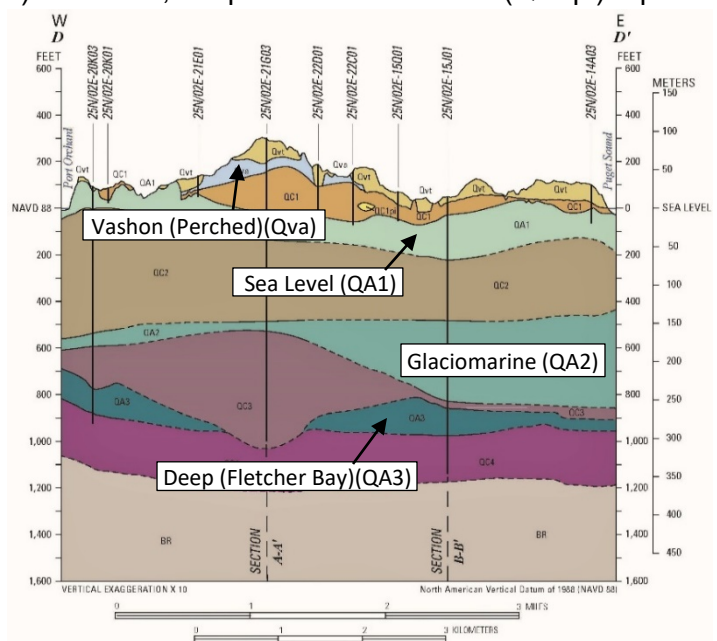 W
D
E
D'
FEET
FEET
METERS
25N/02E-20K03
25N/02E-20K01
25N/02E-21E01
25N/02E-21G03
25N/02E-22D01
25N/02E-22C01
25N/02E-15Q01
25N/02E-15J01
25N/02E-14A03
Port Orchard
Puget Sound
600
600
150
400
400
100
200
200
50
NAVD 88
0
SEA LEVEL
200
200
50
400
400
100
150
600
600
200
800
800
250
1,000
1,000
300
350
1,200
1,200
400
1,400
1,400
450
1,600
1,600
Qvt
QC1
QA1
Qvt
Qvt
Qva
Qvt
Qvt
Qvt
Qvt
QC1
QC1pi
QC1
QC1
QA1
Vashon (Perched)(Qva)
Sea Level (QA1)
QC2
QC2
QA2
Glaciomarine (QA2)
QA3
QC3
QA3
QC3
Deep (Fletcher Bay)(QA3)
QC4
BR
BR
SECTION
A-A'
SECTION
B-B'
VERTICAL EXAGGERATION X 10
North American Vertical Datum of 1988 (NAVD 88)
0 1 2 3 MILES
0 1 2 3 KILOMETERS